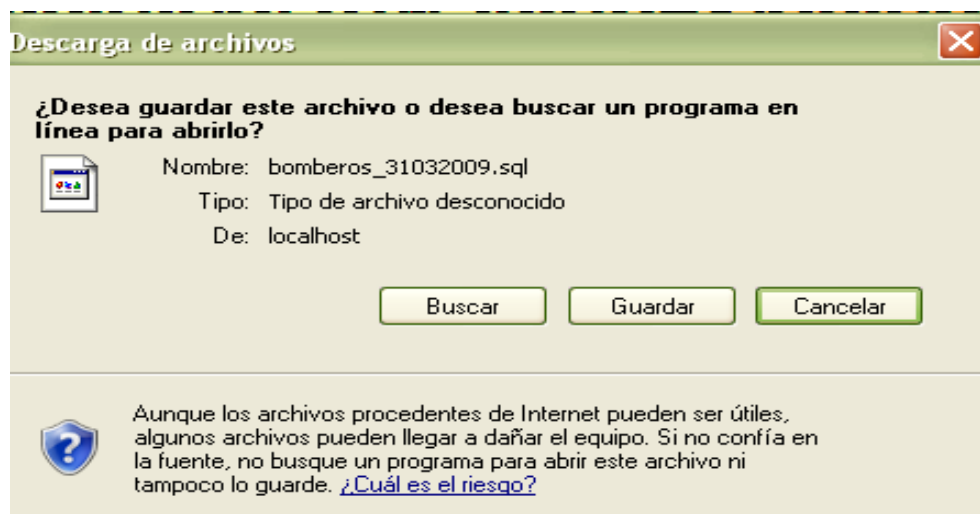 Descarga de archivos
¿Desea guardar este archivo o desea buscar un programa en
línea para abrirlo?
Nombre: bomberos_31032009.sql
Tipo: Tipo de archivo desconocido
De: localhost
Buscar Guardar Cancelar
Aunque los archivos procedentes de Internet pueden ser útiles,
algunos archivos pueden llegar a dañar el equipo. Si no confía en
la fuente, no busque un programa para abrir este archivo ni
tampoco lo guarde. ¿Cuál es el riesgo?